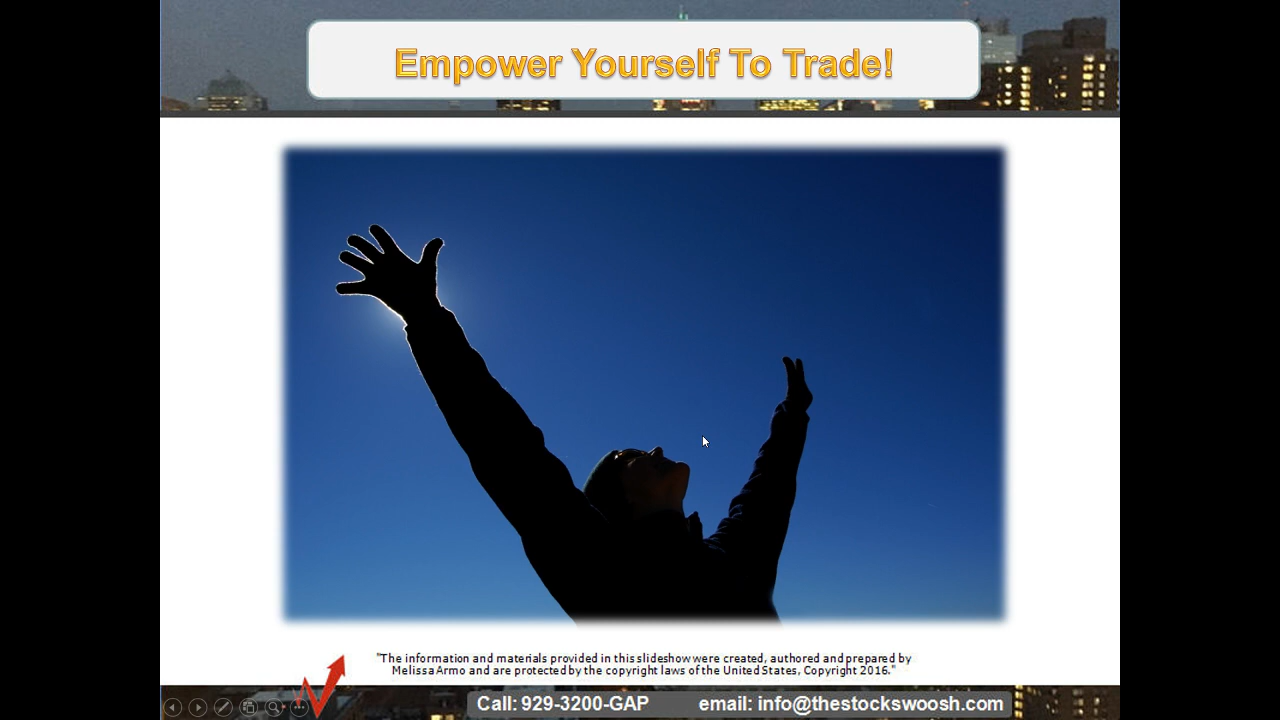 Empower Yourself To Trade!
"The information and materials provided in this slideshow were created, authored and prepared by
Melissa Armo and are protected by the copyright laws of the United States, Copyright 2016."
Call: 929-3200-GAP email: info@thestockswoosh.com